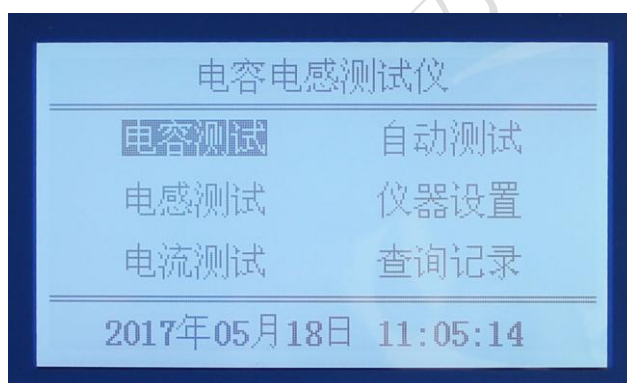 电容电感测试仪
电容测试 自动测试
电感测试 仪器设置
电流测试 查询记录
2017年05月18日 11:05:14